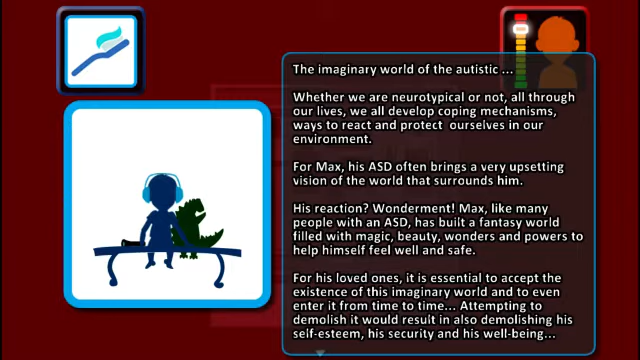 The imaginary world of the autistic ...
Whether we are neurotypical or not, all through
our lives, we all develop coping mechanisms,
ways to react and protect ourselves in our
environment.
For Max, his ASD often brings a very upsetting
vision of the world that surrounds him.
His reaction? Wonderment! Max, like many
people with an ASD, has built a fantasy world
filled with magic, beauty, wonders and powers to
help himself feel well and safe.
For his loved ones, it is essential to accept the
existence of this imaginary world and to even
enter it from time to time... Attempting to
demolish it would result in also demolishing his
self-esteem, his security and his well-being...